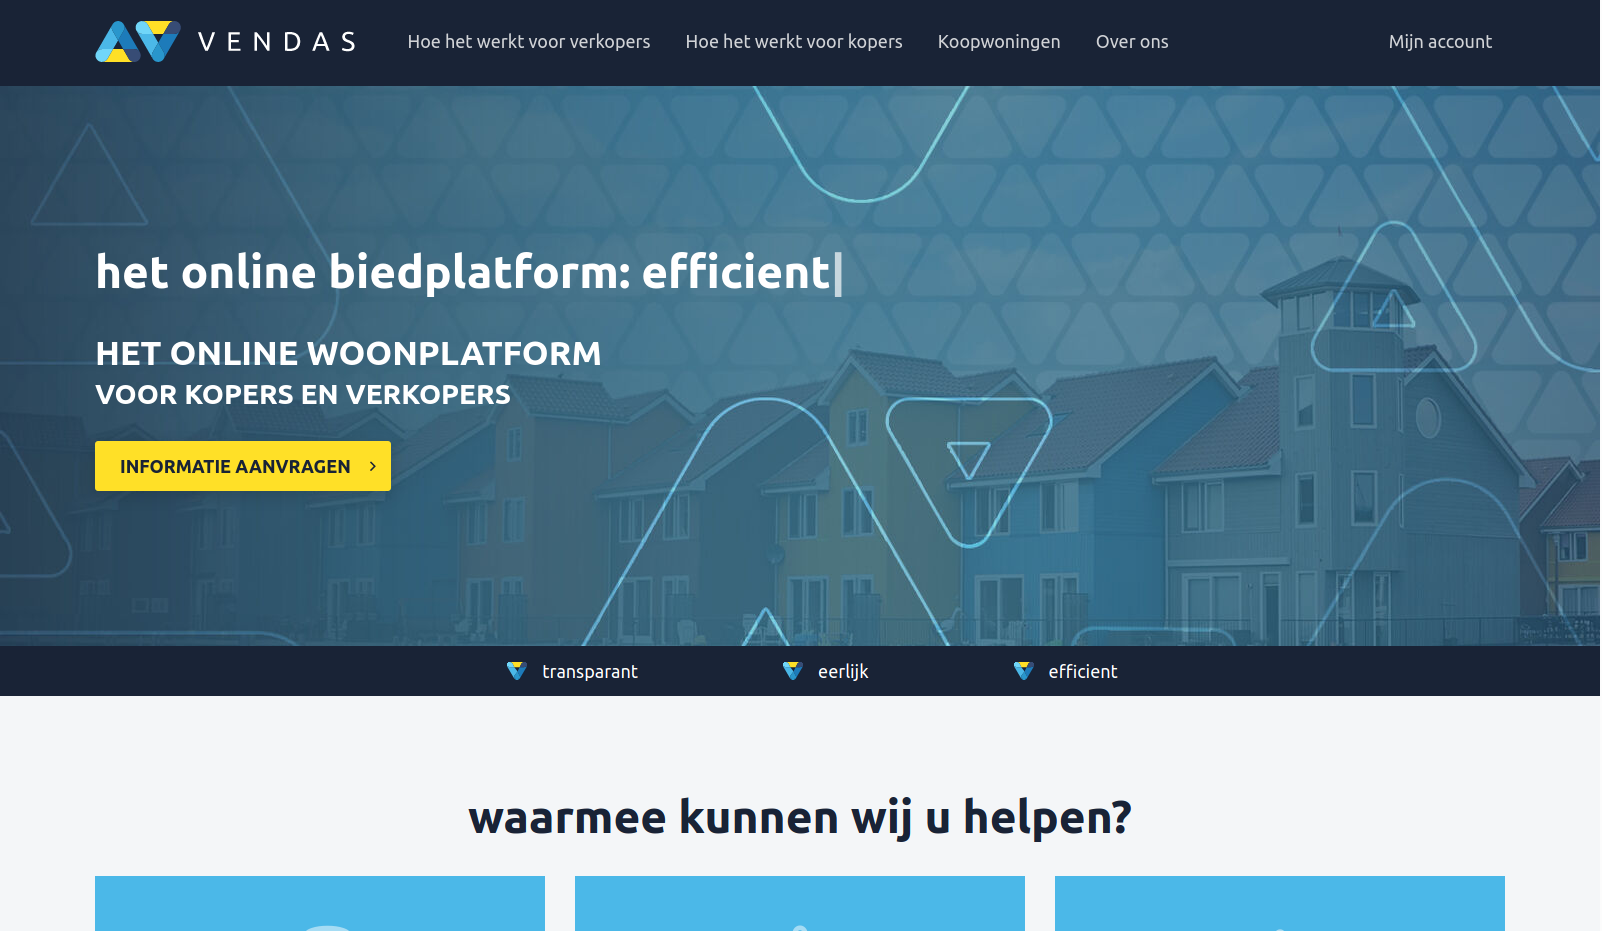 VENDAS
Hoe het werkt voor verkopers
Hoe het werkt voor kopers
Koopwoningen
Over ons
Mijn account
het online biedplatform: efficient|
HET ONLINE WOONPLATFORM
VOOR KOPERS EN VERKOPERS
INFORMATIE AANVRAGEN
transparant
eerlijk
efficient
waarmee kunnen wij u helpen?